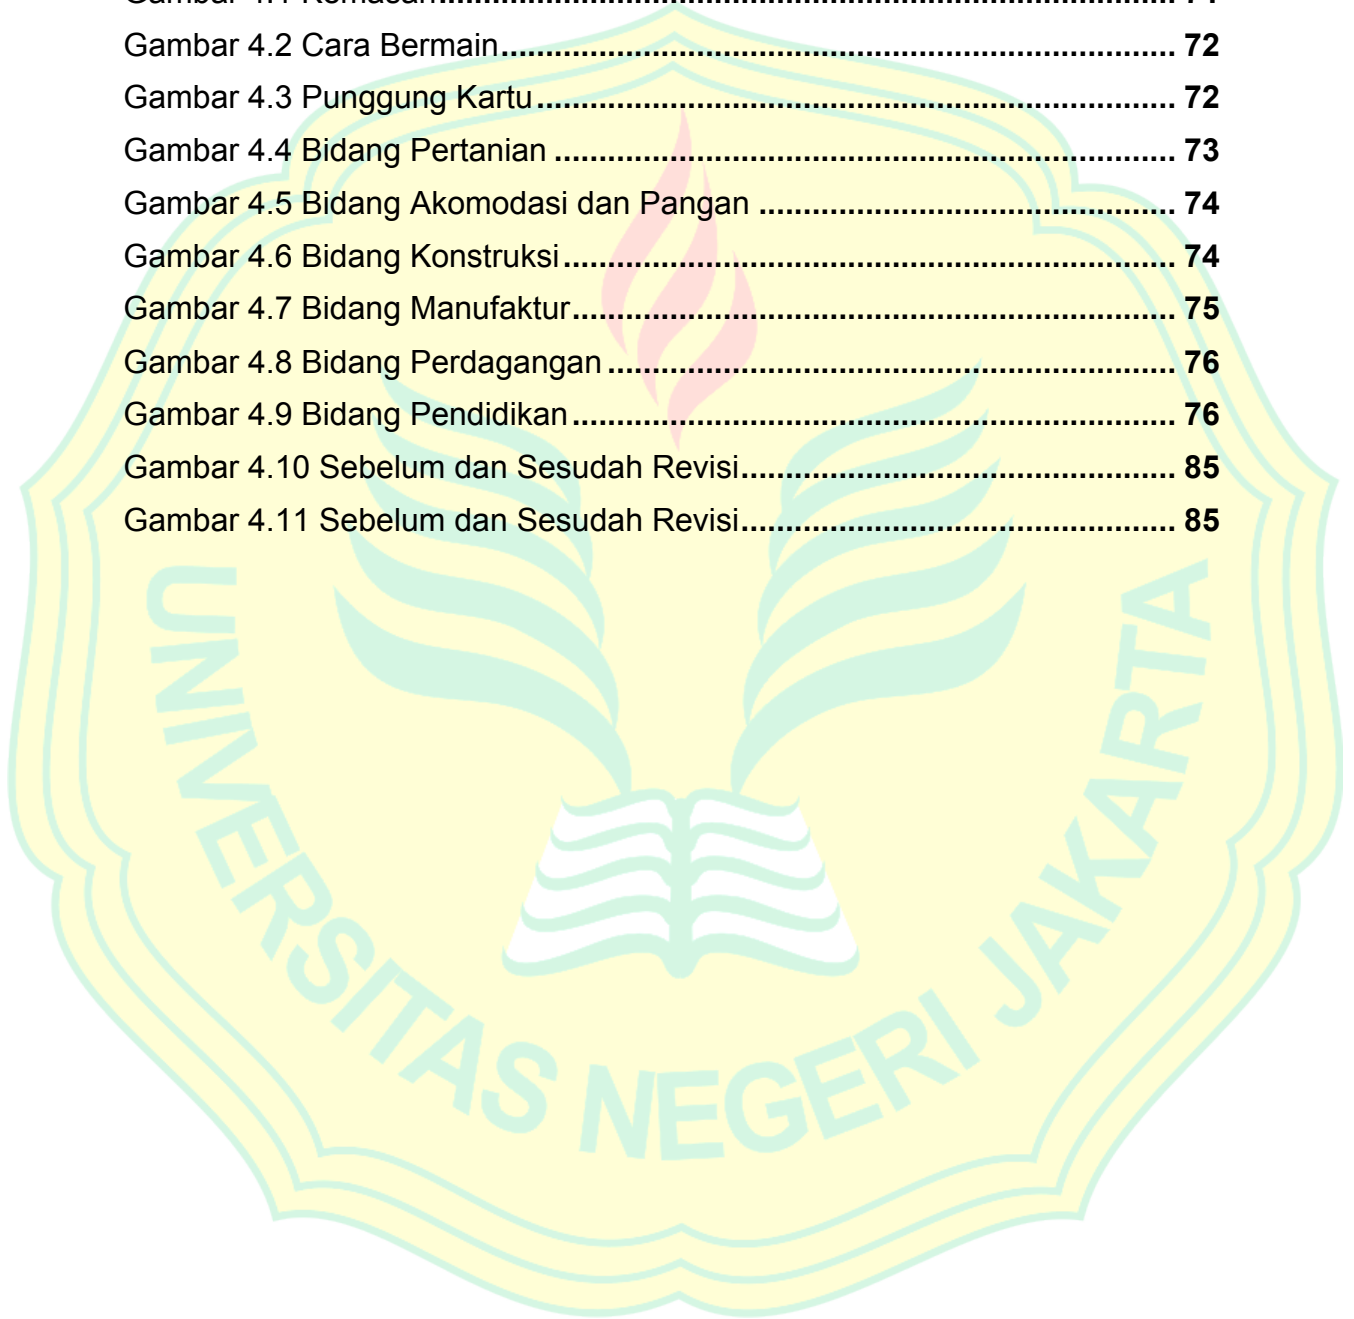 Gambar 4.2 Cara Bermain.................................................................................. 72
Gambar 4.3 Punggung Kartu............................................................................. 72
Gambar 4.4 Bidang Pertanian ........................................................................... 73
Gambar 4.5 Bidang Akomodasi dan Pangan .................................................. 74
Gambar 4.6 Bidang Konstruksi.......................................................................... 74
Gambar 4.7 Bidang Manufaktur......................................................................... 75
Gambar 4.8 Bidang Perdagangan .................................................................... 76
Gambar 4.9 Bidang Pendidikan......................................................................... 76
Gambar 4.10 Sebelum dan Sesudah Revisi.................................................... 85
Gambar 4.11 Sebelum dan Sesudah Revisi.................................................... 85
UNIVERSITAS NEGERI JAKARTA